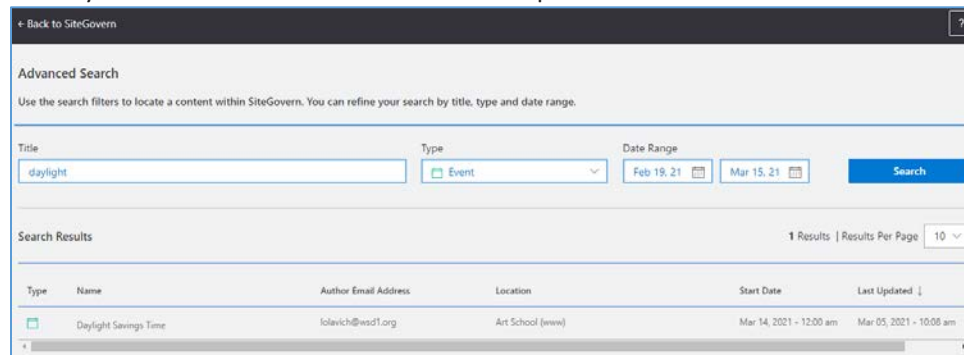 ← Back to SiteGovern ?
Advanced Search
Use the search filters to locate a content within SiteGovern. You can refine your search by title, type and date range.
Title Type Date Range
daylight Event Feb 19, 21 Mar 15, 21 Search
Search Results 1 Results | Results Per Page 10
Type Name Author Email Address Location Start Date Last Updated ↓
Daylight Savings Time lolavich@wsd1.org Art School (www) Mar 14, 2021 - 12:00 am Mar 05, 2021 - 10:08 am